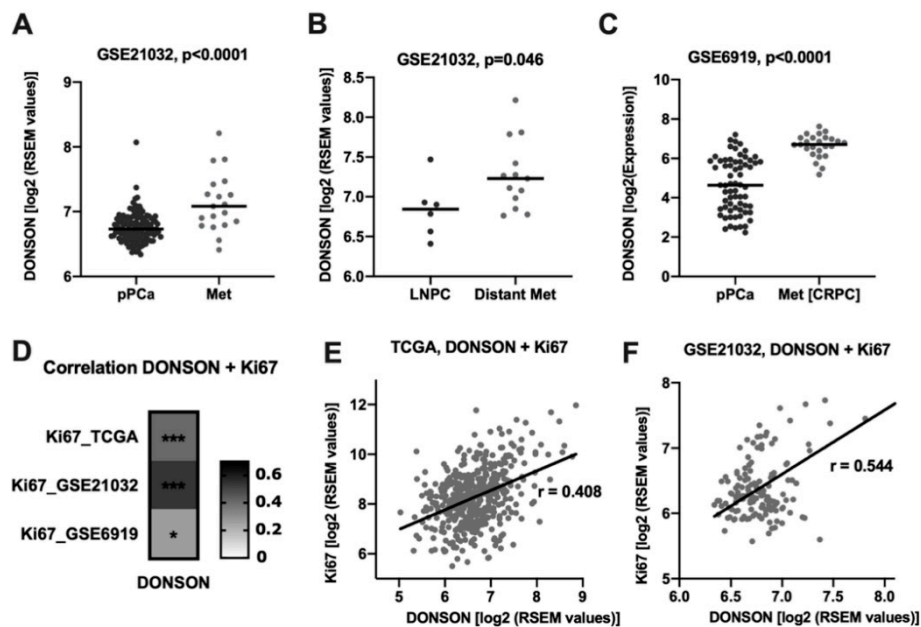 A
GSE21032, p<0.0001
DONSON [log2 (RSEM values)]
9
8
7
6
pPCa
Met
B
GSE21032, p=0.046
DONSON [log2 (RSEM values)]
8.5
8.0
7.5
7.0
6.5
6.0
LNPC
Distant Met
C
GSE6919, p<0.0001
DONSON [log2(Expression)]
10
8
6
4
2
0
pPCa
Met [CRPC]
D
Correlation DONSON + Ki67
Ki67_TCGA
***
Ki67_GSE21032
***
Ki67_GSE6919
*
DONSON
0.6
0.4
0.2
0
E
TCGA, DONSON + Ki67
Ki67 [log2 (RSEM values)]
12
10
8
6
r = 0.408
5
6
7
8
9
DONSON [log2 (RSEM values)]
F
GSE21032, DONSON + Ki67
Ki67 [log2 (RSEM values)]
8
7
6
5
r = 0.544
6.0
6.5
7.0
7.5
8.0
DONSON [log2 (RSEM values)]